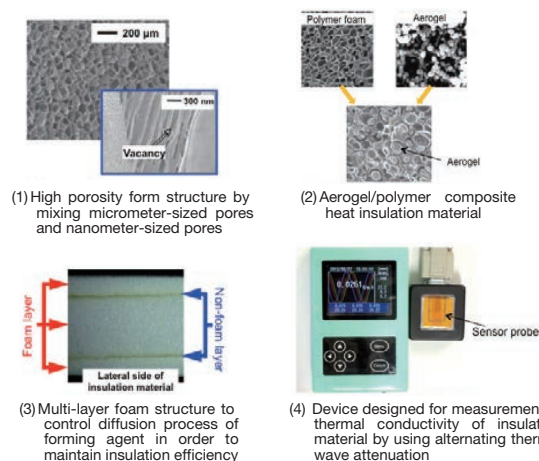 200 µm
300 nm
Vacancy
(1) High porosity form structure by
mixing micrometer-sized pores
and nanometer-sized pores
Polymer foam
Aerogel
Aerogel
(2) Aerogel/polymer composite
heat insulation material
Foam layer
Non-foam layer
Lateral side of
insulation material
(3) Multi-layer foam structure to
control diffusion process of
forming agent in order to
maintain insulation efficiency
0.0261
Sensor probe
(4) Device designed for measuremen
thermal conductivity of insulat
material by using alternating therr
wave attenuation